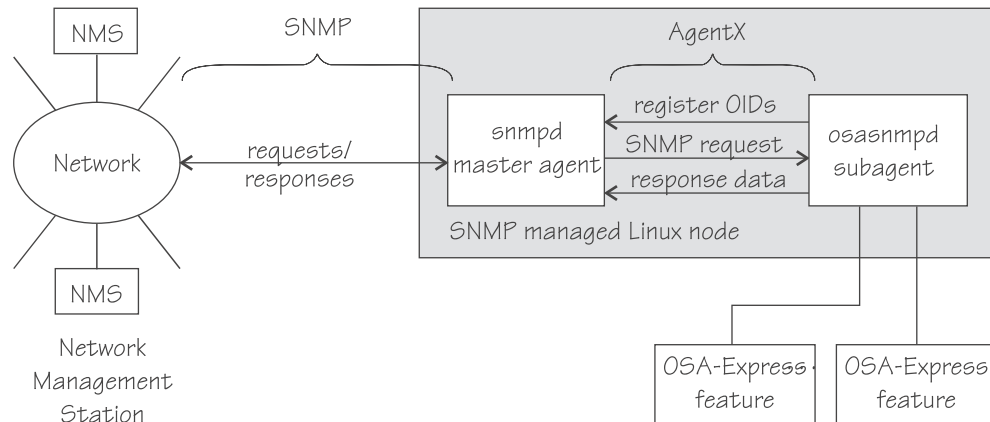 NMS
SNMP
AgentX
Network
requests/
responses
snmpd
master agent
register OIDs
SNMP request
response data
osasnmpd
subagent
SNMP managed Linux node
NMS
Network
Management
Station
OSA-Express
feature
OSA-Express
feature